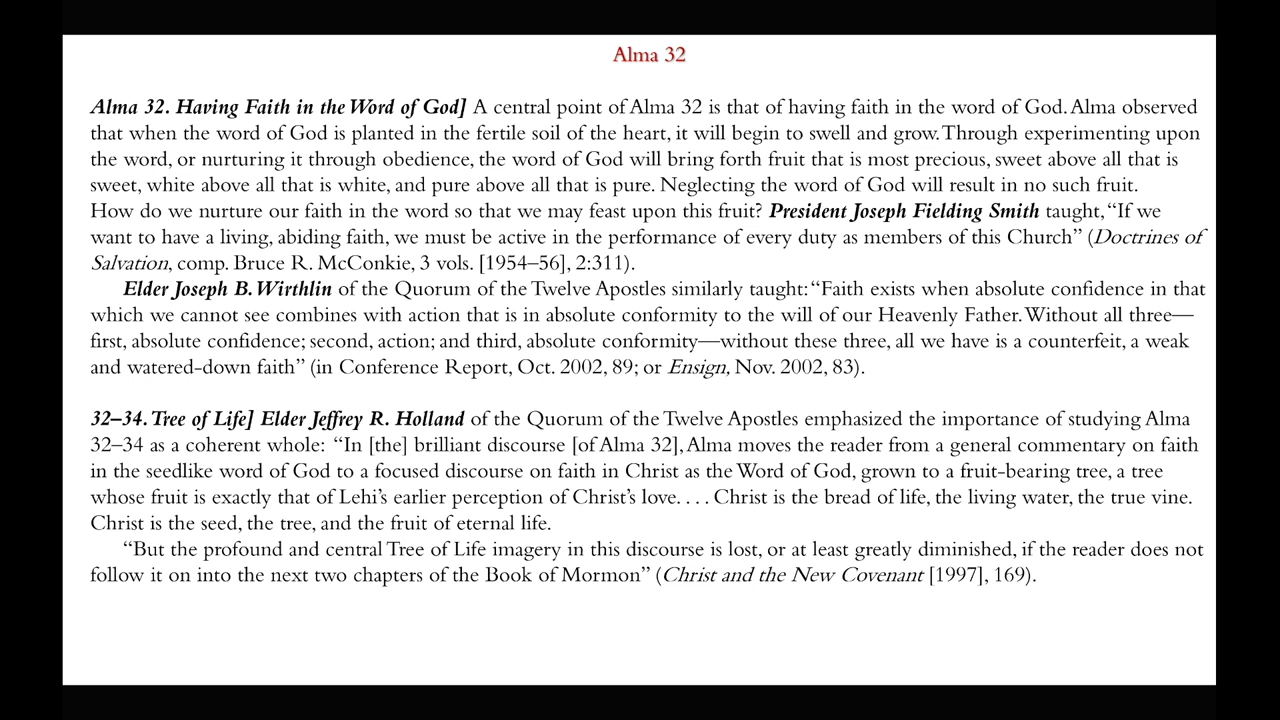 Alma 32
Alma 32. Having Faith in the Word of God] A central point of Alma 32 is that of having faith in the word of God. Alma observed
that when the word of God is planted in the fertile soil of the heart, it will begin to swell and grow. Through experimenting upon
the word, or nurturing it through obedience, the word of God will bring forth fruit that is most precious, sweet above all that is
sweet, white above all that is white, and pure above all that is pure. Neglecting the word of God will result in no such fruit.
How do we nurture our faith in the word so that we may feast upon this fruit? President Joseph Fielding Smith taught, “If we
want to have a living, abiding faith, we must be active in the performance of every duty as members of this Church” (Doctrines of
Salvation, comp. Bruce R. McConkie, 3 vols. [1954–56], 2:311).
Elder Joseph B. Wirthlin of the Quorum of the Twelve Apostles similarly taught: “Faith exists when absolute confidence in that
which we cannot see combines with action that is in absolute conformity to the will of our Heavenly Father. Without all three—
first, absolute confidence; second, action; and third, absolute conformity—without these three, all we have is a counterfeit, a weak
and watered-down faith” (in Conference Report, Oct. 2002, 89; or Ensign, Nov. 2002, 83).
32–34. Tree of Life] Elder Jeffrey R. Holland of the Quorum of the Twelve Apostles emphasized the importance of studying Alma
32–34 as a coherent whole: “In [the] brilliant discourse [of Alma 32], Alma moves the reader from a general commentary on faith
in the seedlike word of God to a focused discourse on faith in Christ as the Word of God, grown to a fruit-bearing tree, a tree
whose fruit is exactly that of Lehi’s earlier perception of Christ’s love. . . . Christ is the bread of life, the living water, the true vine.
Christ is the seed, the tree, and the fruit of eternal life.
“But the profound and central Tree of Life imagery in this discourse is lost, or at least greatly diminished, if the reader does not
follow it on into the next two chapters of the Book of Mormon” (Christ and the New Covenant [1997], 169).